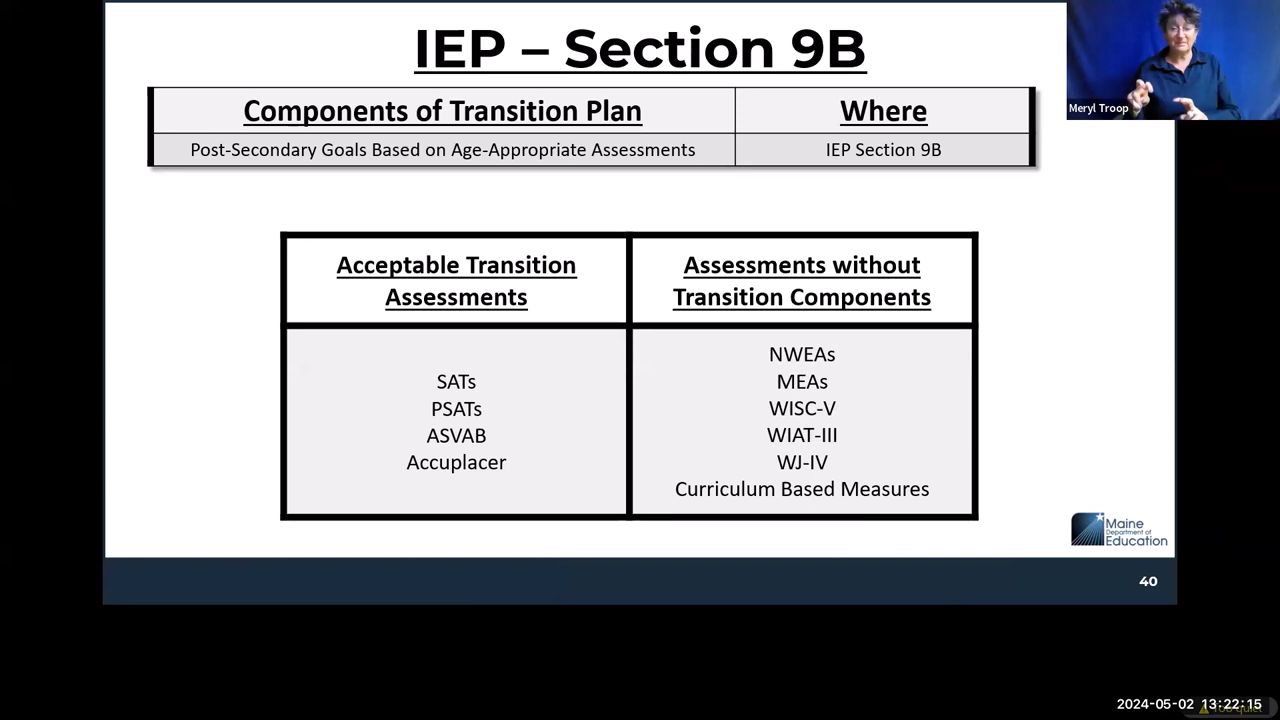 IEP – Section 9B
Meryl Troop
Components of Transition Plan
Where
Post-Secondary Goals Based on Age-Appropriate Assessments
IEP Section 9B
Acceptable Transition
Assessments
Assessments without
Transition Components
SATs
PSATs
ASVAB
Accuplacer
NWEAs
MEAs
WISC-V
WIAT-III
WJ-IV
Curriculum Based Measures
Maine
Department of
Education
40
2024-05-02 13:22:15